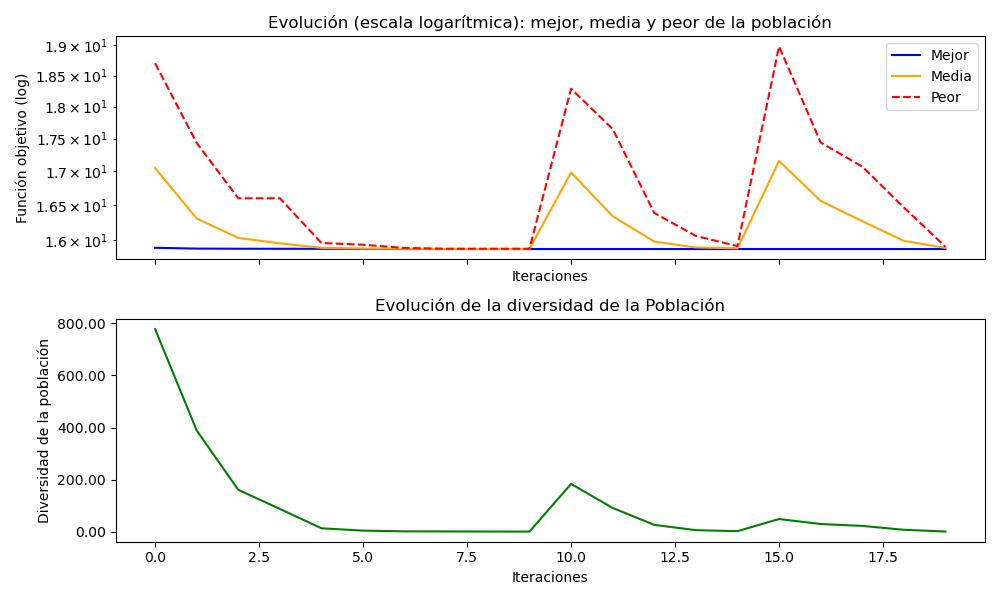 Evolución (escala logarítmica): mejor, media y peor de la población
Función objetivo (log)
1.9 × 10¹
1.85 × 10¹
1.8 × 10¹
1.75 × 10¹
1.7 × 10¹
1.65 × 10¹
1.6 × 10¹
Mejor
Media
Peor
Iteraciones
Evolución de la diversidad de la Población
Diversidad de la población
800.00
600.00
400.00
200.00
0.00
0.0 2.5 5.0 7.5 10.0 12.5 15.0 17.5
Iteraciones